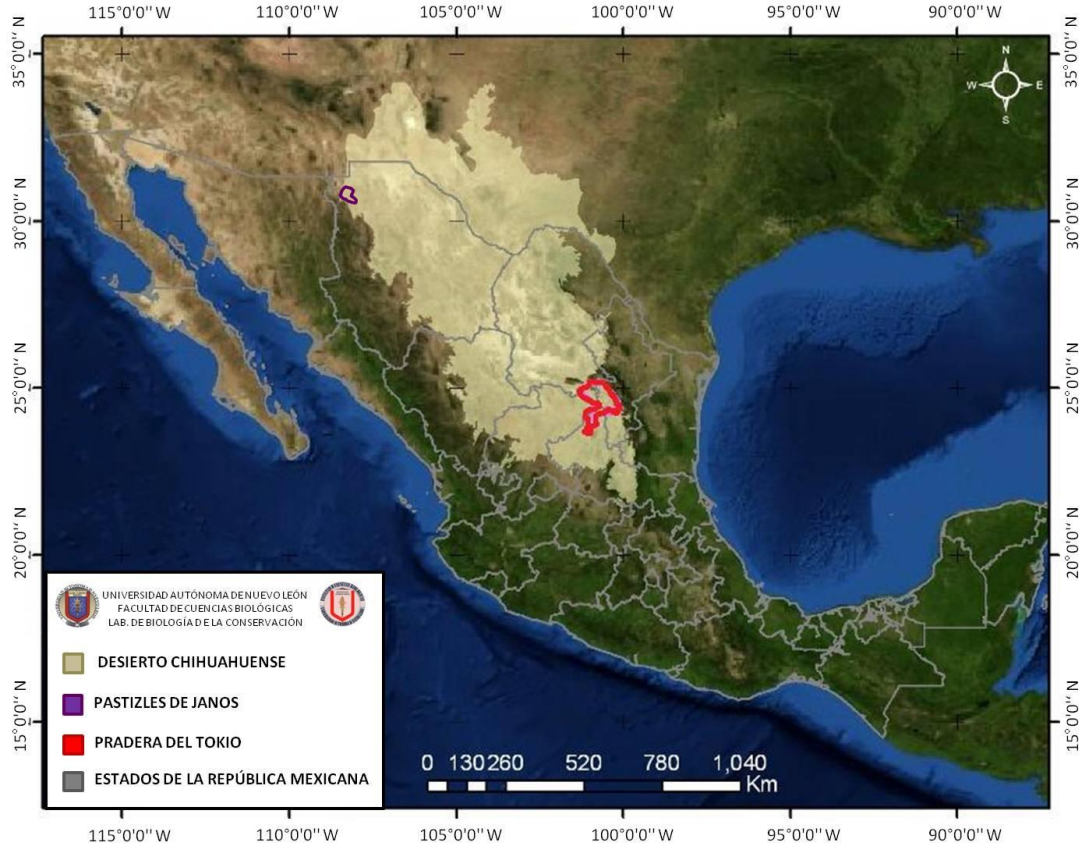 115°0'0''W 110°0'0''W 105°0'0''W 100°0'0''W 95°0'0''W 90°0'0''W
35°0'0'' N
30°0'0'' N
25°0'0'' N
20°0'0'' N
15°0'0'' N
N
W E
S
35°0'0'' N
30°0'0'' N
25°0'0'' N
20°0'0'' N
15°0'0'' N
UNIVERSIDAD AUTÓNOMA DE NUEVO LEÓN
FACULTAD DE CUENCIAS BIOLÓGICAS
LAB. DE BIOLOGÍA DE LA CONSERVACIÓN
DESIERTO CHIHUAHUENSE
PASTIZLES DE JANOS
PRADERA DEL TOKIO
ESTADOS DE LA REPÚBLICA MEXICANA
0 130 260 520 780 1,040
Km
115°0'0''W 110°0'0''W 105°0'0''W 100°0'0''W 95°0'0''W 90°0'0''W